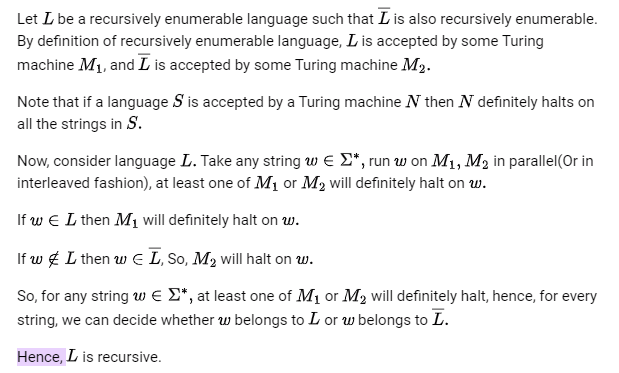 Let L be a recursively enumerable language such that L̅ is also recursively enumerable.
By definition of recursively enumerable language, L is accepted by some Turing
machine M₁, and L̅ is accepted by some Turing machine M₂.
Note that if a language S is accepted by a Turing machine N then N definitely halts on
all the strings in S.
Now, consider language L. Take any string w ∈ Σ*, run w on M₁, M₂ in parallel(Or in
interleaved fashion), at least one of M₁ or M₂ will definitely halt on w.
If w ∈ L then M₁ will definitely halt on w.
If w ∉ L then w ∈ L̅, So, M₂ will halt on w.
So, for any string w ∈ Σ*, at least one of M₁ or M₂ will definitely halt, hence, for every
string, we can decide whether w belongs to L or w belongs to L̅.
Hence, L is recursive.